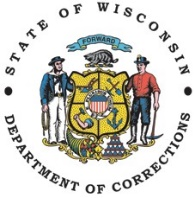 STATE OF WISCONSIN
FORWARD
DEPARTMENT OF CORRECTIONS